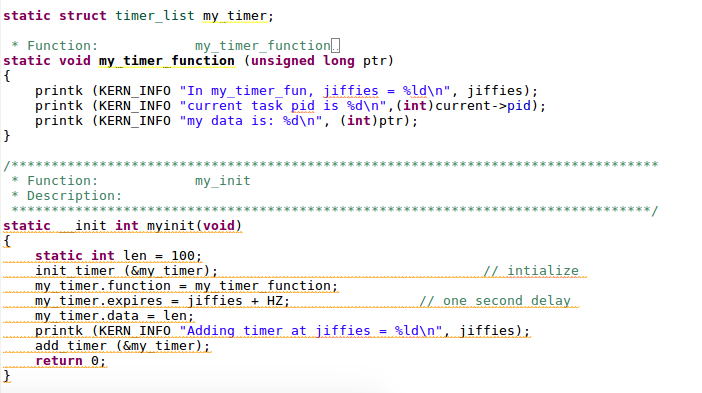 static struct timer_list my_timer;
 * Function:            my_timer_function..
static void my_timer_function (unsigned long ptr)
{
    printk (KERN_INFO "In my_timer_fun, jiffies = %ld\n", jiffies);
    printk (KERN_INFO "current task pid is %d\n",(int)current->pid);
    printk (KERN_INFO "my data is: %d\n", (int)ptr);
}
/********************************************************************************
 * Function:            my_init
 * Description:
 ********************************************************************************/
static __init int myinit(void)
{
    static int len = 100;
    init_timer (&my_timer);                                 // intialize
    my_timer.function = my_timer_function;
    my_timer.expires = jiffies + HZ;                // one second delay
    my_timer.data = len;
    printk (KERN_INFO "Adding timer at jiffies = %ld\n", jiffies);
    add_timer (&my_timer);
    return 0;
}